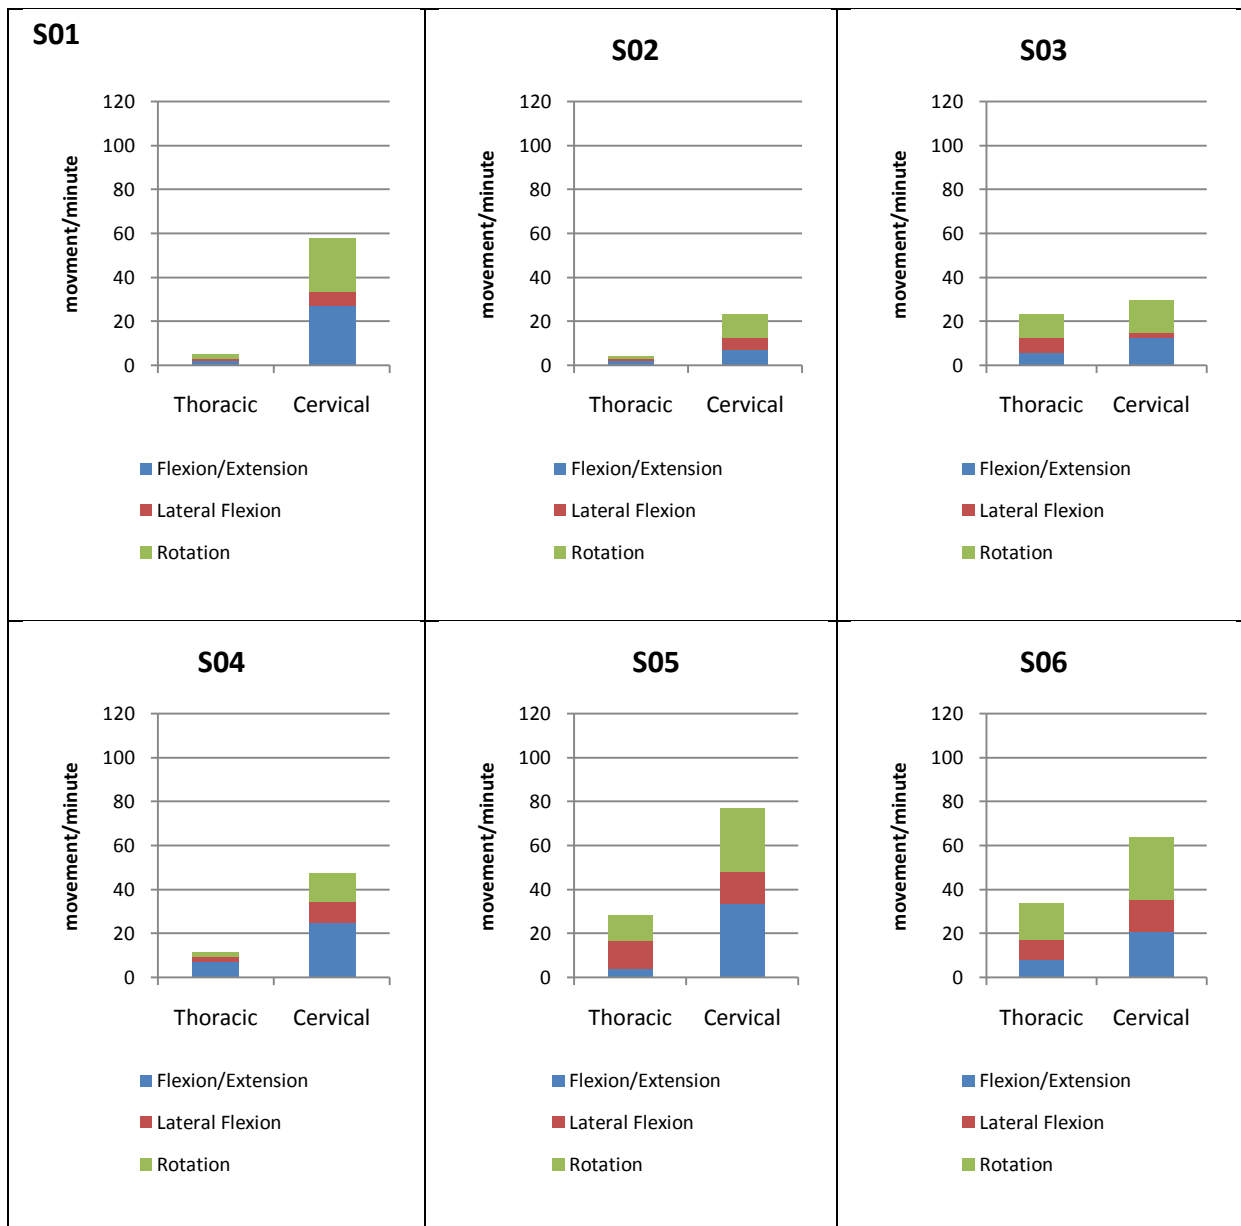 S01
movment/minute
120
100
80
60
40
20
0
Thoracic Cervical
Flexion/Extension
Lateral Flexion
Rotation
S02
movement/minute
120
100
80
60
40
20
0
Thoracic Cervical
Flexion/Extension
Lateral Flexion
Rotation
S03
movement/minute
120
100
80
60
40
20
0
Thoracic Cervical
Flexion/Extension
Lateral Flexion
Rotation
S04
movement/minute
120
100
80
60
40
20
0
Thoracic Cervical
Flexion/Extension
Lateral Flexion
Rotation
S05
movement/minute
120
100
80
60
40
20
0
Thoracic Cervical
Flexion/Extension
Lateral Flexion
Rotation
S06
movement/minute
120
100
80
60
40
20
0
Thoracic Cervical
Flexion/Extension
Lateral Flexion
Rotation